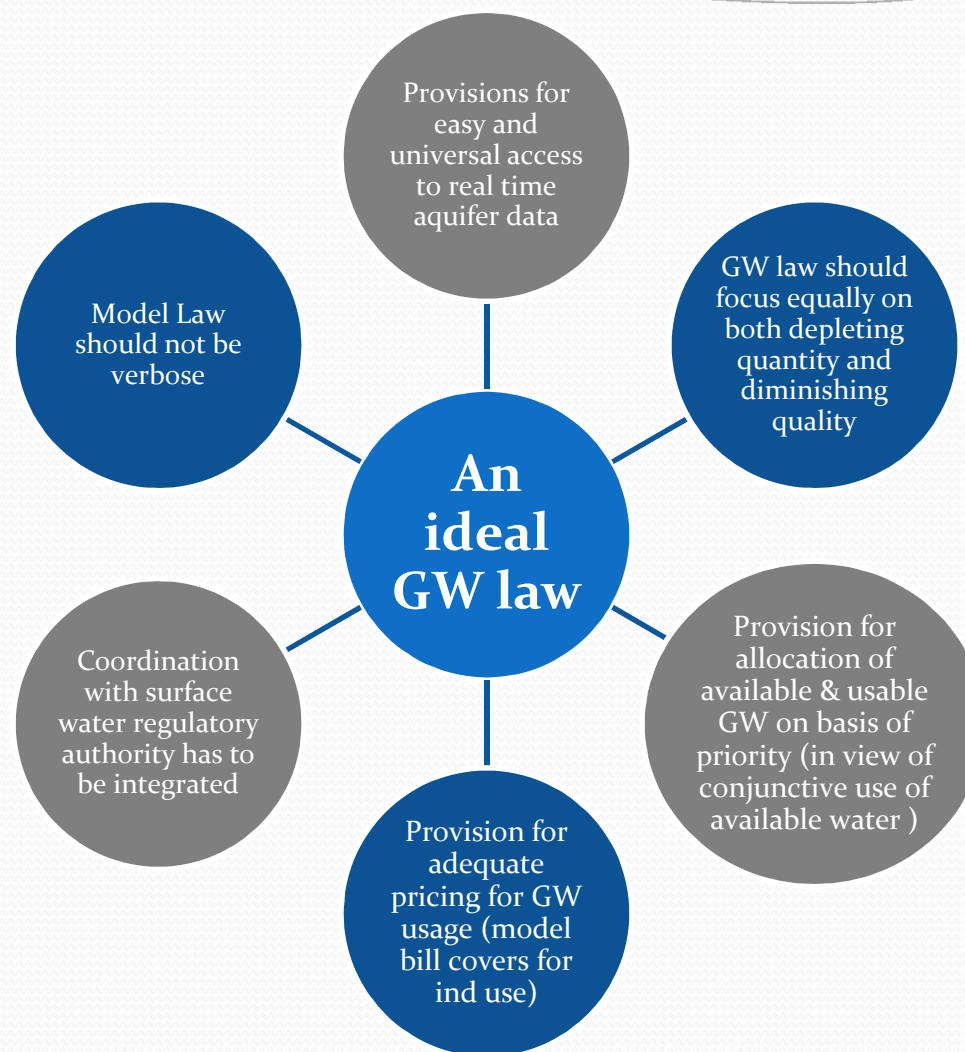 Provisions for
easy and
universal access
to real time
aquifer data
GW law should
focus equally on
both depleting
quantity and
diminishing
quality
Provision for
allocation of
available & usable
GW on basis of
priority (in view of
conjunctive use of
available water )
Provision for
adequate
pricing for GW
usage (model
bill covers for
ind use)
Coordination
with surface
water regulatory
authority has to
be integrated
Model Law
should not be
verbose
An
ideal
GW law